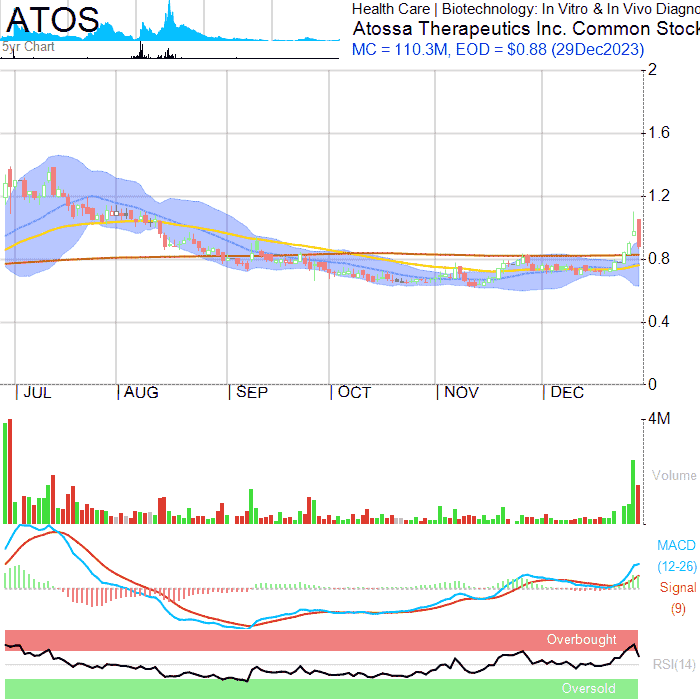 ATOS
5yr Chart
Health Care | Biotechnology: In Vitro & In Vivo Diagno
Atossa Therapeutics Inc. Common Stock
MC = 110.3M, EOD = $0.88 (29Dec2023)
2
1.6
1.2
0.8
0.4
0
| JUL | AUG | SEP | OCT | NOV | DEC
4M
Volume
MACD
(12-26)
Signal
(9)
Overbought
RSI(14)
Oversold